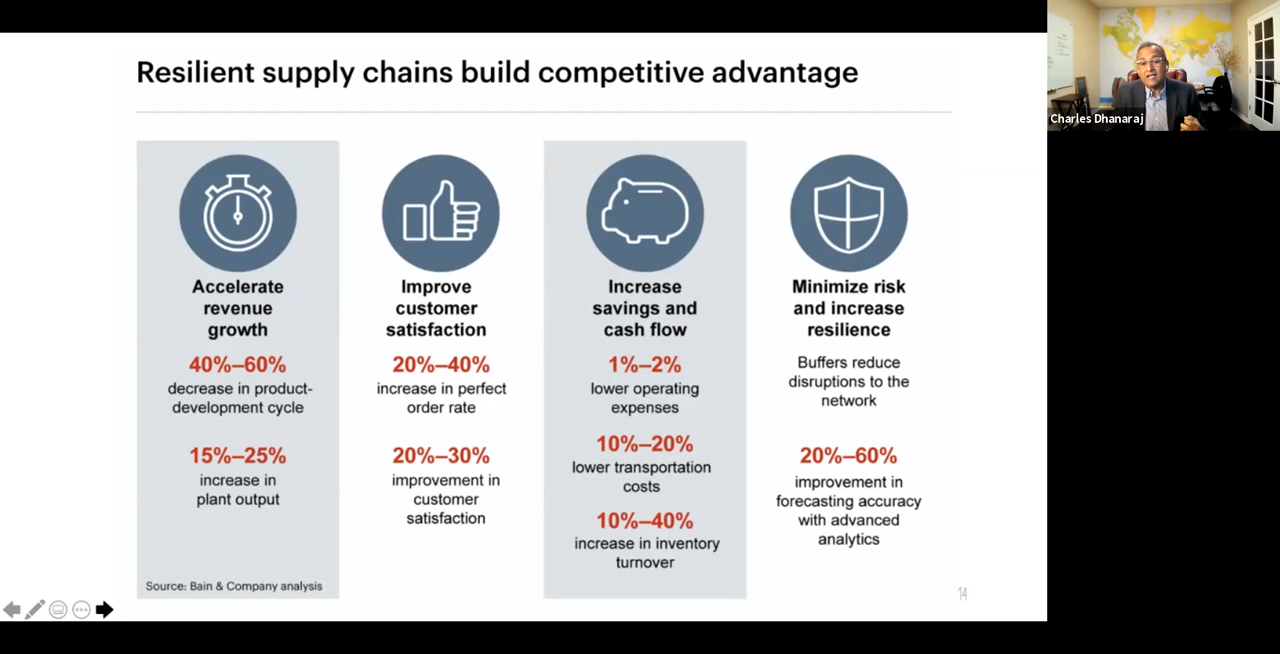 Resilient supply chains build competitive advantage
Accelerate
revenue
growth
40%–60%
decrease in product-
development cycle
15%–25%
increase in
plant output
Improve
customer
satisfaction
20%–40%
increase in perfect
order rate
20%–30%
improvement in
customer
satisfaction
Increase
savings and
cash flow
1%–2%
lower operating
expenses
10%–20%
lower transportation
costs
10%–40%
increase in inventory
turnover
Minimize risk
and increase
resilience
Buffers reduce
disruptions to the
network
20%–60%
improvement in
forecasting accuracy
with advanced
analytics
Source: Bain & Company analysis
14
Charles Dhanaraj